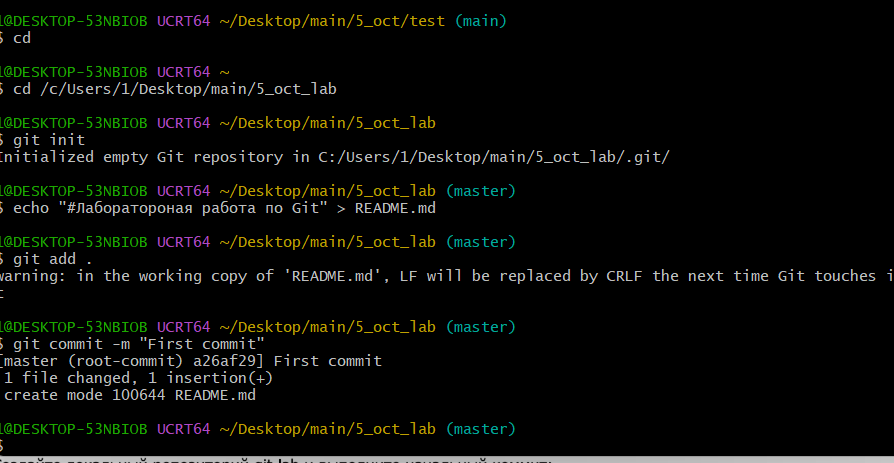 1@DESKTOP-53NBIOB UCRT64 ~/Desktop/main/5_oct/test (main)
$ cd
1@DESKTOP-53NBIOB UCRT64 ~
$ cd /c/Users/1/Desktop/main/5_oct_lab
1@DESKTOP-53NBIOB UCRT64 ~/Desktop/main/5_oct_lab
$ git init
Initialized empty Git repository in C:/Users/1/Desktop/main/5_oct_lab/.git/
1@DESKTOP-53NBIOB UCRT64 ~/Desktop/main/5_oct_lab (master)
$ echo "#Лабораторoная работа по Git" > README.md
1@DESKTOP-53NBIOB UCRT64 ~/Desktop/main/5_oct_lab (master)
$ git add .
warning: in the working copy of 'README.md', LF will be replaced by CRLF the next time Git touches i
t
1@DESKTOP-53NBIOB UCRT64 ~/Desktop/main/5_oct_lab (master)
$ git commit -m "First commit"
[master (root-commit) a26af29] First commit
1 file changed, 1 insertion(+)
create mode 100644 README.md
1@DESKTOP-53NBIOB UCRT64 ~/Desktop/main/5_oct_lab (master)
$